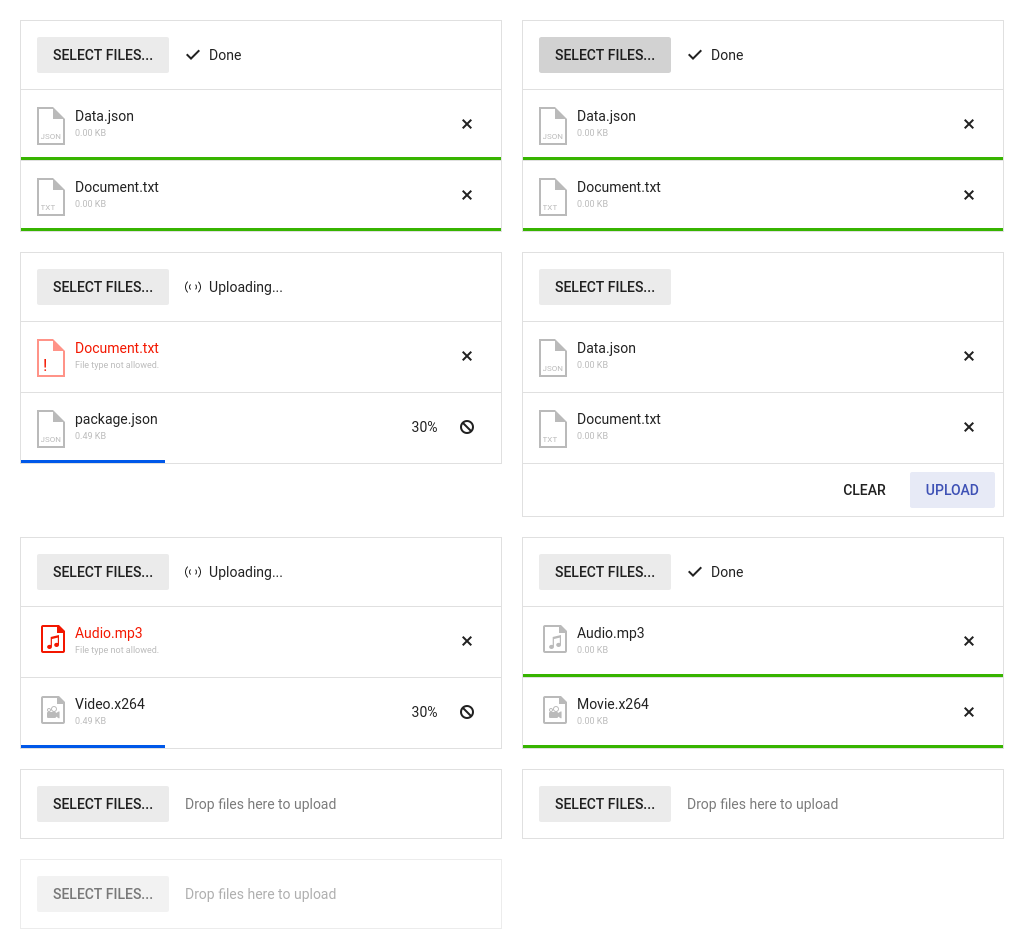 SELECT FILES... Done
Data.json
0.00 KB
JSON
Document.txt
0.00 KB
TXT
SELECT FILES... Done
Data.json
0.00 KB
JSON
Document.txt
0.00 KB
TXT
SELECT FILES... Uploading...
Document.txt
File type not allowed.
!
package.json
30%
0.49 KB
JSON
SELECT FILES...
Data.json
0.00 KB
JSON
Document.txt
0.00 KB
TXT
CLEAR UPLOAD
SELECT FILES... Uploading...
Audio.mp3
File type not allowed.
Video.x264
30%
0.49 KB
SELECT FILES... Done
Audio.mp3
0.00 KB
Movie.x264
0.00 KB
SELECT FILES... Drop files here to upload
SELECT FILES... Drop files here to upload
SELECT FILES... Drop files here to upload